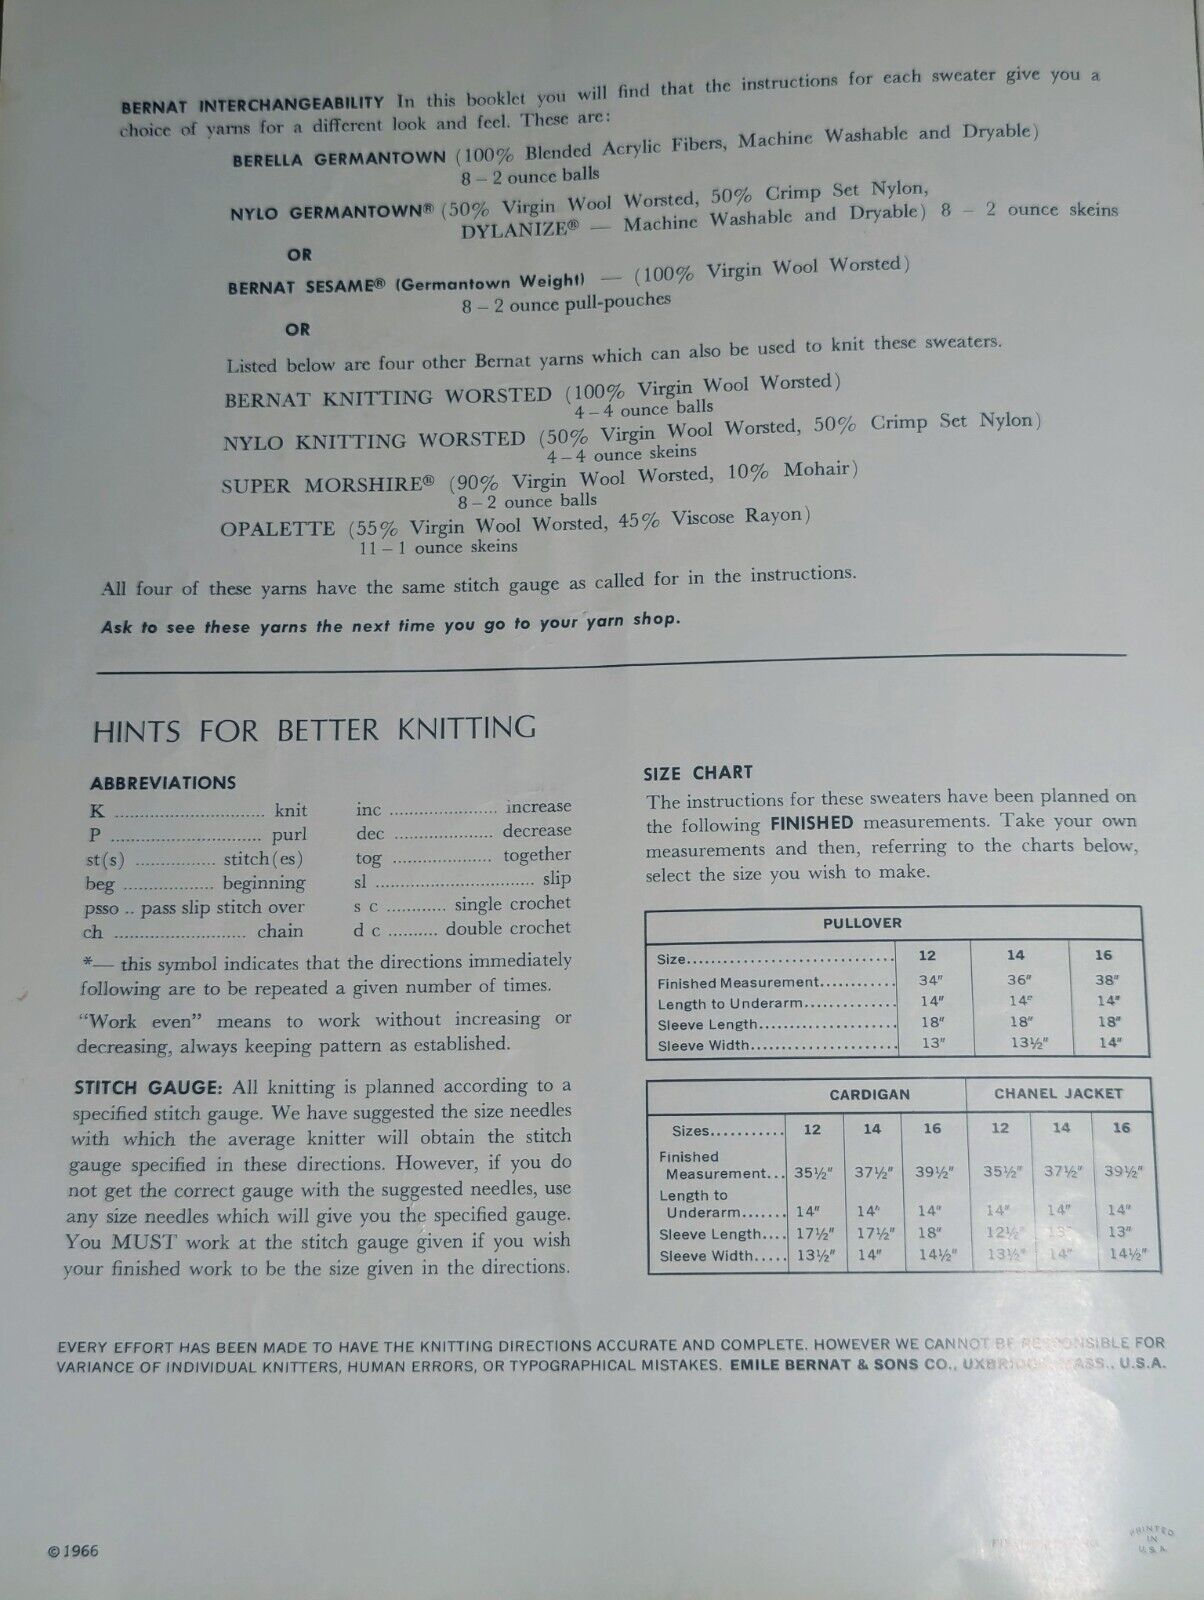 BERNAT INTERCHANGEABILITY In this booklet you will find that the instructions for each sweater give you a
choice of yarns for a different look and feel. These are:
BERELLA GERMANTOWN (100% Blended Acrylic Fibers, Machine Washable and Dryable)
8 – 2 ounce balls
NYLO GERMANTOWN® (50% Virgin Wool Worsted, 50% Crimp Set Nylon,
DYLANIZE® — Machine Washable and Dryable) 8 – 2 ounce skeins
OR
BERNAT SESAME® (Germantown Weight) — (100% Virgin Wool Worsted)
8 – 2 ounce pull-pouches
OR
Listed below are four other Bernat yarns which can also be used to knit these sweaters.
BERNAT KNITTING WORSTED (100% Virgin Wool Worsted)
4 – 4 ounce balls
NYLO KNITTING WORSTED (50% Virgin Wool Worsted, 50% Crimp Set Nylon)
4 – 4 ounce skeins
SUPER MORSHIRE® (90% Virgin Wool Worsted, 10% Mohair)
8 – 2 ounce balls
OPALETTE (55% Virgin Wool Worsted, 45% Viscose Rayon)
11 – 1 ounce skeins
All four of these yarns have the same stitch gauge as called for in the instructions.
Ask to see these yarns the next time you go to your yarn shop.
HINTS FOR BETTER KNITTING
ABBREVIATIONS
K ............................ knit
P ............................ purl
st(s) ............... stitch(es)
beg .................. beginning
psso .. pass slip stitch over
ch .......................... chain
inc ...................... increase
dec .................... decrease
tog .................... together
sl ................................ slip
s c ............ single crochet
d c .......... double crochet
*— this symbol indicates that the directions immediately
following are to be repeated a given number of times.
"Work even" means to work without increasing or
decreasing, always keeping pattern as established.
STITCH GAUGE: All knitting is planned according to a
specified stitch gauge. We have suggested the size needles
with which the average knitter will obtain the stitch
gauge specified in these directions. However, if you do
not get the correct gauge with the suggested needles, use
any size needles which will give you the specified gauge.
You MUST work at the stitch gauge given if you wish
your finished work to be the size given in the directions.
SIZE CHART
The instructions for these sweaters have been planned on
the following FINISHED measurements. Take your own
measurements and then, referring to the charts below,
select the size you wish to make.
PULLOVER
Size............................... 12 14 16
Finished Measurement............ 34" 36" 38"
Length to Underarm.............. 14" 14" 14"
Sleeve Length..................... 18" 18" 18"
Sleeve Width...................... 13" 13½" 14"
CARDIGAN CHANEL JACKET
Sizes........... 12 14 16 12 14 16
Finished
Measurement... 35½" 37½" 39½" 35½" 37½" 39½"
Length to
Underarm....... 14" 14" 14" 14" 14" 14"
Sleeve Length.... 17½" 17½" 18" 12½" 13"
Sleeve Width..... 13½" 14" 14½" 13½" 14" 14½"
EVERY EFFORT HAS BEEN MADE TO HAVE THE KNITTING DIRECTIONS ACCURATE AND COMPLETE. HOWEVER WE CANNOT BE RESPONSIBLE FOR
VARIANCE OF INDIVIDUAL KNITTERS, HUMAN ERRORS, OR TYPOGRAPHICAL MISTAKES. EMILE BERNAT & SONS CO., UXBRIDGE, MASS., U.S.A.
© 1966
PRINTED
IN
U.S.A.